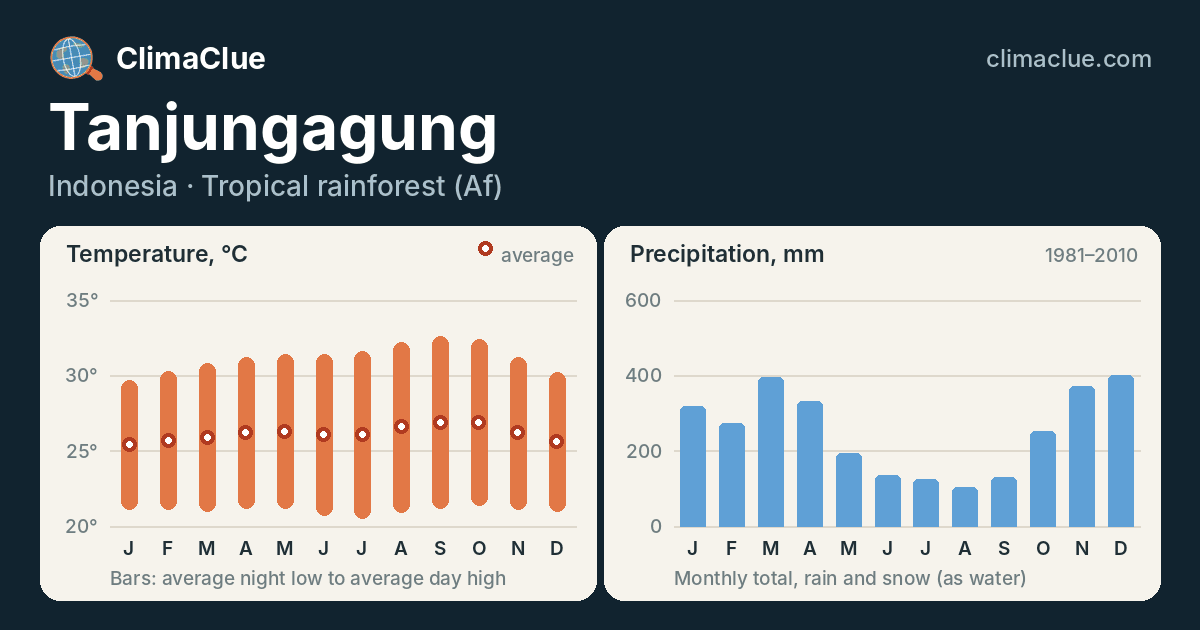 ClimaClue
climaclue.com
Tanjungagung
Indonesia · Tropical rainforest (Af)
Temperature, °C
average
35°
30°
25°
20°
J F M A M J J A S O N D
Bars: average night low to average day high
Precipitation, mm
1981–2010
600
400
200
0
J F M A M J J A S O N D
Monthly total, rain and snow (as water)